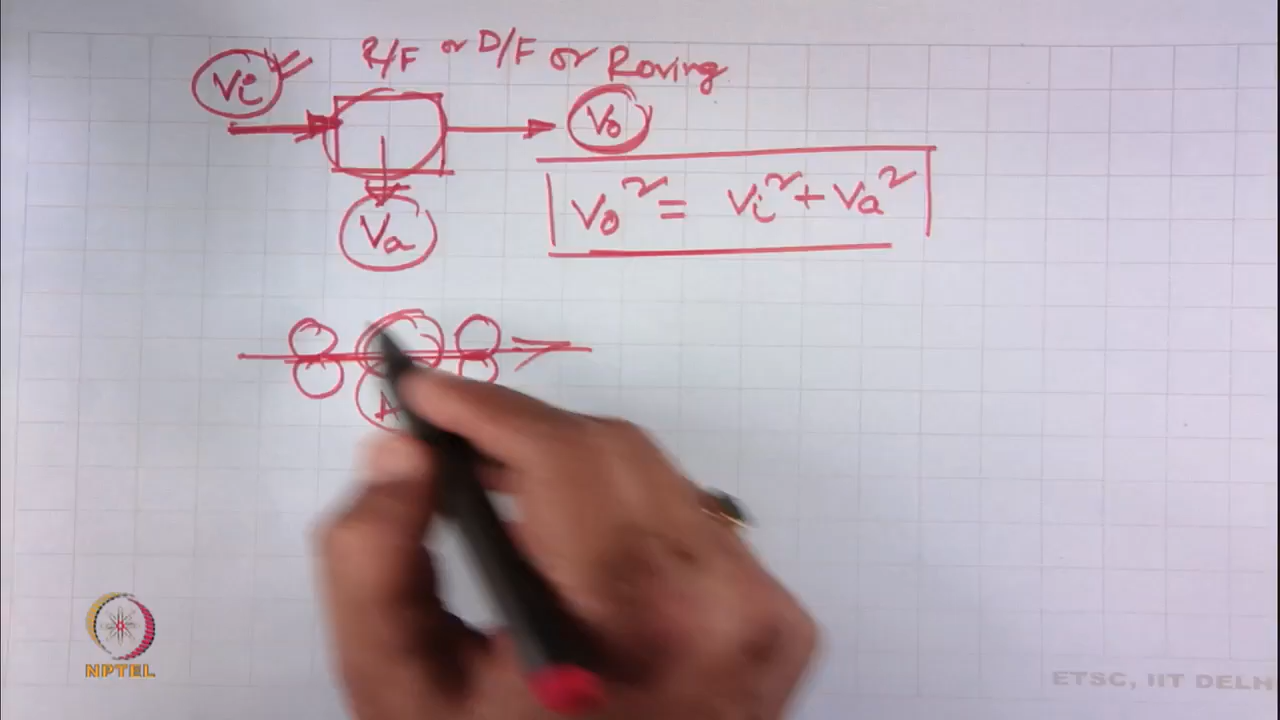 R/F or D/F or Roving
Vi
Vo
Va
Vo² = Vi² + Va²
A
NPTEL
ETSC, IIT DELHI